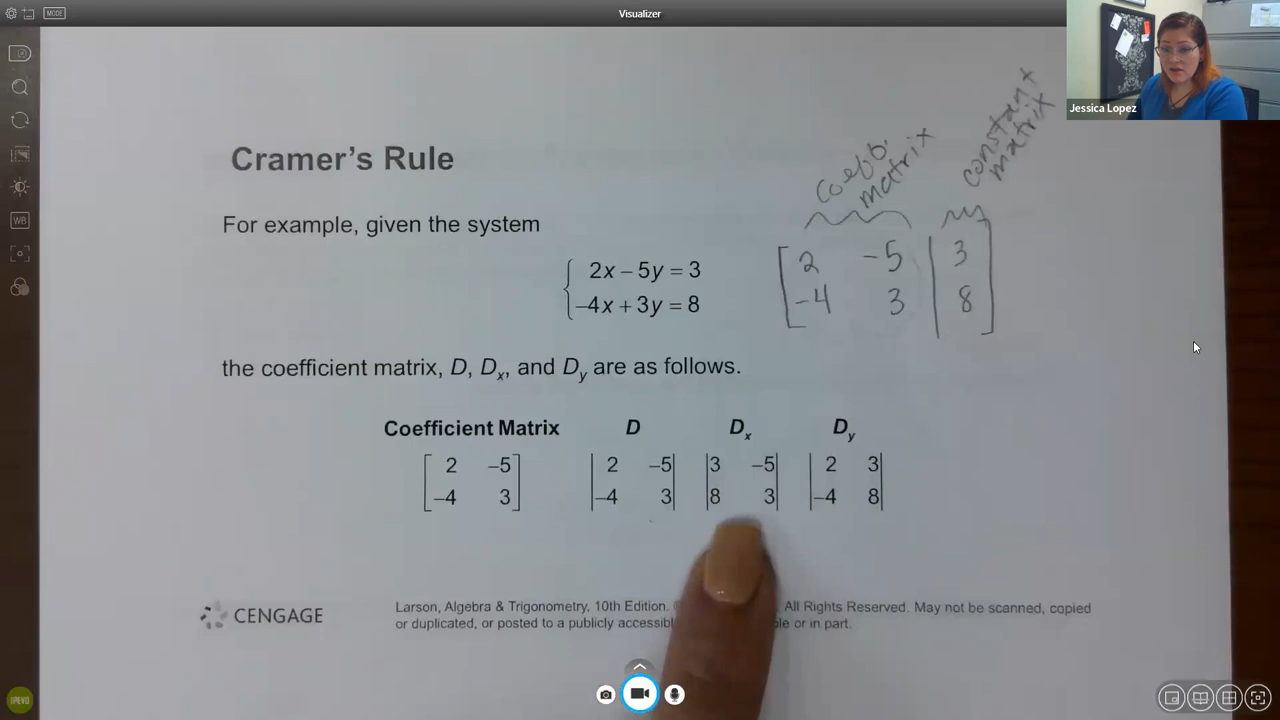 MODE
Visualizer
WB
IPEVO
Jessica Lopez
Cramer's Rule
coeff. matrix
constant matrix
For example, given the system
2x – 5y = 3
–4x + 3y = 8
2 -5 3
-4 3 8
the coefficient matrix, D, Dx, and Dy are as follows.
Coefficient Matrix D Dx Dy
2 –5 2 –5 3 –5 2 3
–4 3 –4 3 8 3 –4 8
CENGAGE
Larson, Algebra & Trigonometry, 10th Edition. All Rights Reserved. May not be scanned, copied
or duplicated, or posted to a publicly or in part.